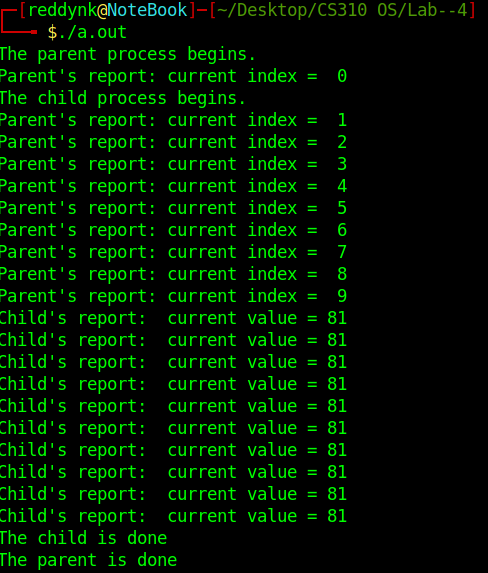 ┌─[reddynk@NoteBook]─[~/Desktop/CS310 OS/Lab--4]
└──╼ $./a.out
The parent process begins.
Parent's report: current index =  0
The child process begins.
Parent's report: current index =  1
Parent's report: current index =  2
Parent's report: current index =  3
Parent's report: current index =  4
Parent's report: current index =  5
Parent's report: current index =  6
Parent's report: current index =  7
Parent's report: current index =  8
Parent's report: current index =  9
Child's report:  current value = 81
Child's report:  current value = 81
Child's report:  current value = 81
Child's report:  current value = 81
Child's report:  current value = 81
Child's report:  current value = 81
Child's report:  current value = 81
Child's report:  current value = 81
Child's report:  current value = 81
Child's report:  current value = 81
The child is done
The parent is done